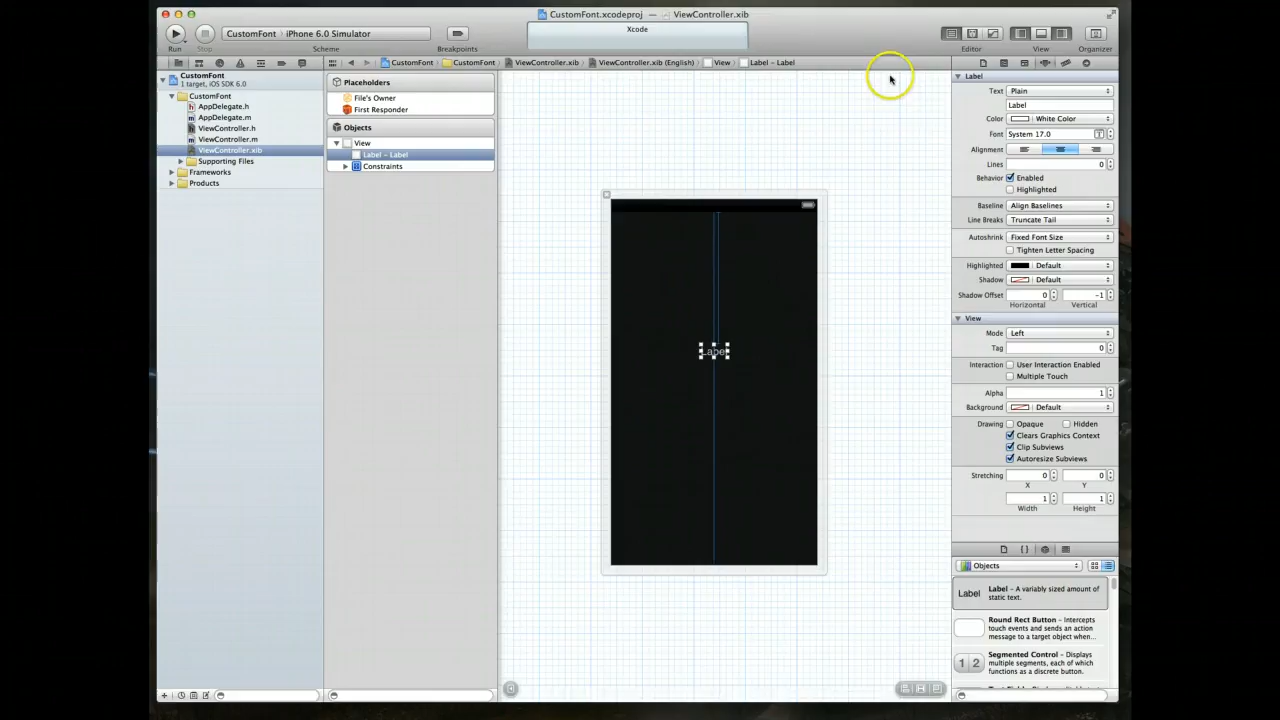 CustomFont.xcodeproj — ViewController.xib
Run
Stop
CustomFont
iPhone 6.0 Simulator
Scheme
Breakpoints
Xcode
Editor
View
Organizer
CustomFont
CustomFont
ViewController.xib
ViewController.xib (English)
View
Label – Label
CustomFont
1 target, iOS SDK 6.0
CustomFont
AppDelegate.h
AppDelegate.m
ViewController.h
ViewController.m
ViewController.xib
Supporting Files
Frameworks
Products
Placeholders
File's Owner
First Responder
Objects
View
Label – Label
Constraints
Label
Label
Text Plain
Label
Color White Color
Font System 17.0
Alignment
Lines 0
Behavior Enabled
Highlighted
Baseline Align Baselines
Line Breaks Truncate Tail
Autoshrink Fixed Font Size
Tighten Letter Spacing
Highlighted Default
Shadow Default
Shadow Offset 0 -1
Horizontal Vertical
View
Mode Left
Tag 0
Interaction User Interaction Enabled
Multiple Touch
Alpha 1
Background Default
Drawing Opaque Hidden
Clears Graphics Context
Clip Subviews
Autoresize Subviews
Stretching 0 0
X Y
1 1
Width Height
Objects
Label
Label – A variably sized amount of
static text.
Round Rect Button – Intercepts
touch events and sends an action
message to a target object when...
1 2
Segmented Control – Displays
multiple segments, each of which
functions as a discrete button.